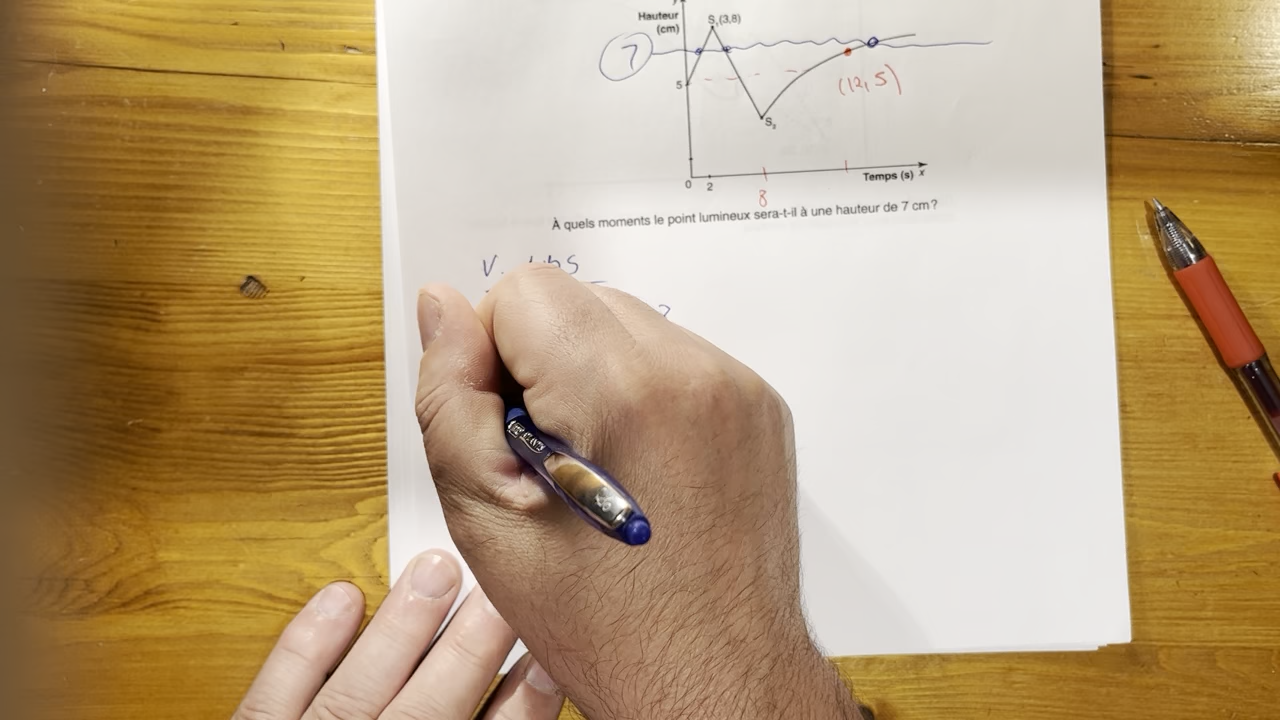 y
Hauteur
(cm)
S₁(3,8)
7
5
(12,5)
S₂
0 2
8
Temps (s) x
À quels moments le point lumineux sera-t-il à une hauteur de 7 cm?